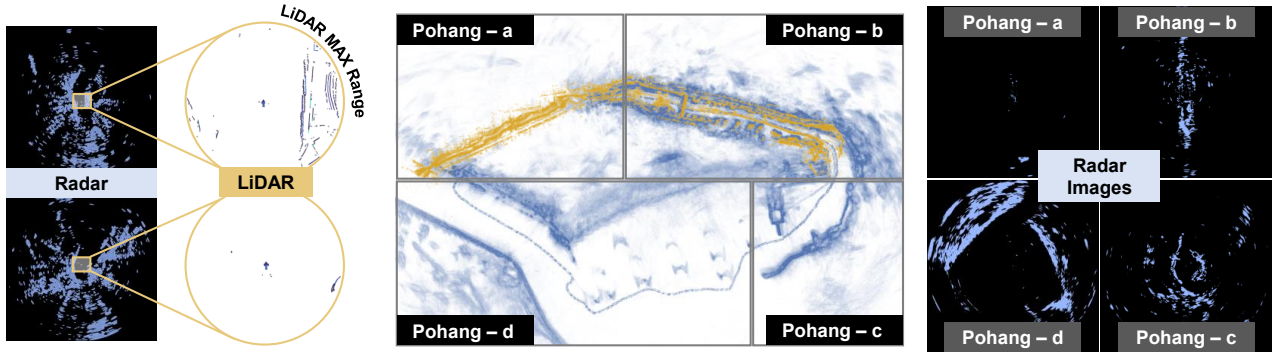 LiDAR MAX Range
Radar
LiDAR
Pohang – a
Pohang – b
Pohang – d
Pohang – c
Pohang – a
Pohang – b
Radar
Images
Pohang – d
Pohang – c